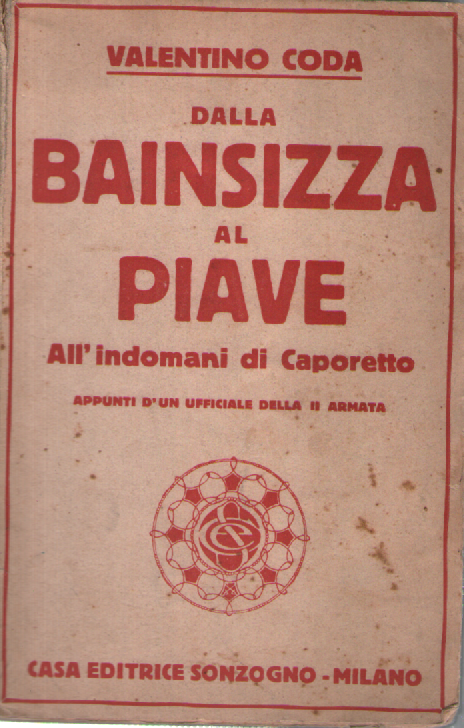 VALENTINO CODA
DALLA
BAINSIZZA
AL
PIAVE
All'indomani di Caporetto
APPUNTI D'UN UFFICIALE DELLA II ARMATA
CASA EDITRICE SONZOGNO - MILANO